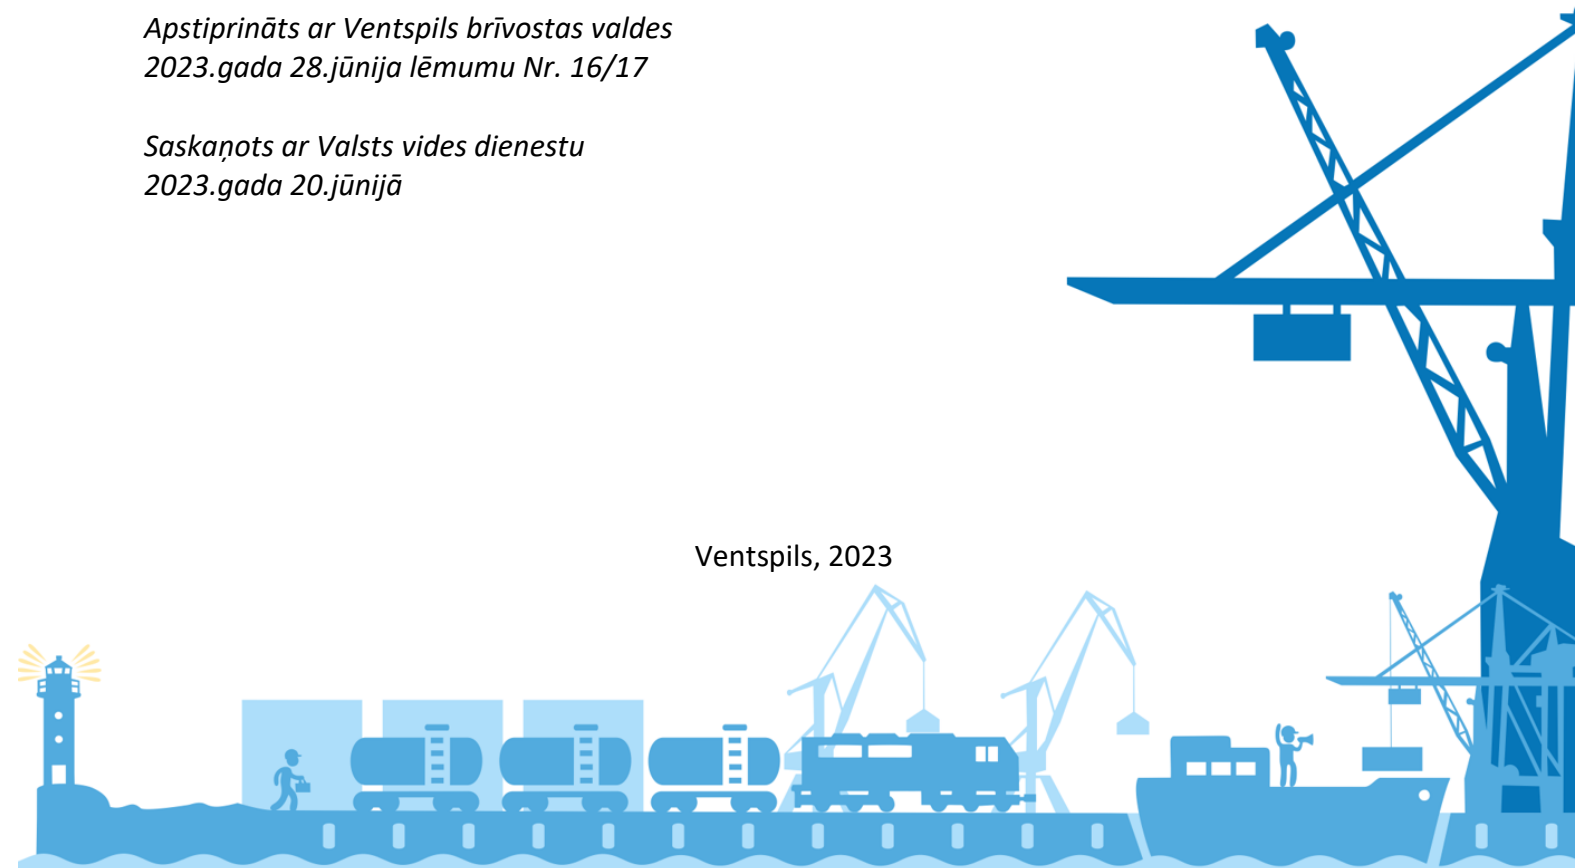 Apstiprināts ar Ventspils brīvostas valdes
2023.gada 28.jūnija lēmumu Nr. 16/17
Saskaņots ar Valsts vides dienestu
2023.gada 20.jūnijā
Ventspils, 2023